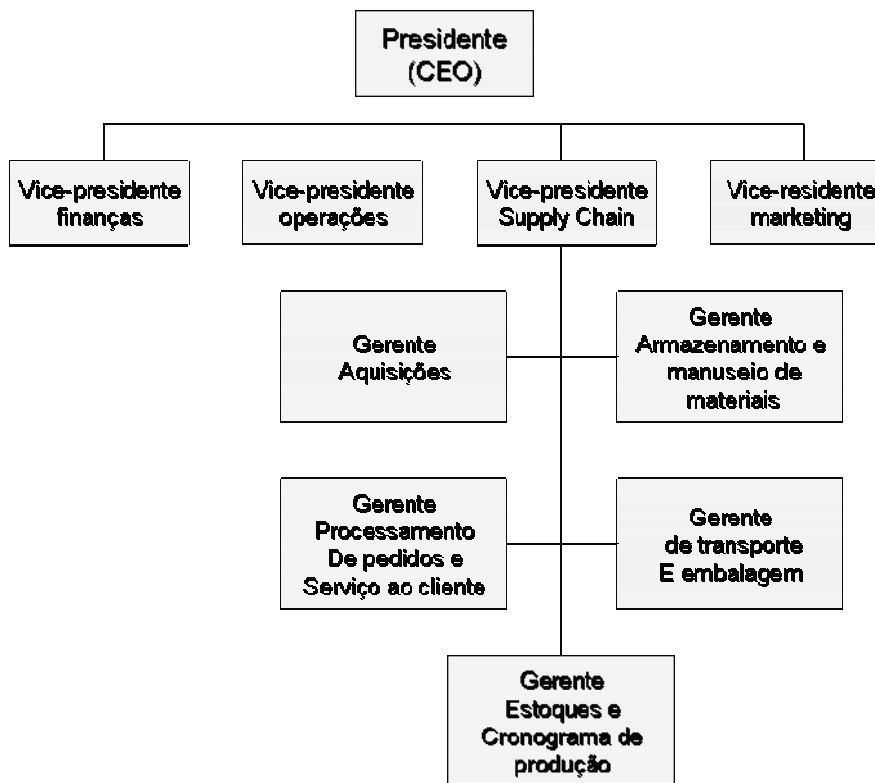 Presidente
(CEO)
Vice-presidente
finanças
Vice-presidente
operações
Vice-presidente
Supply Chain
Vice-residente
marketing
Gerente
Aquisições
Gerente
Armazenamento e
manuseio de
materiais
Gerente
Processamento
De pedidos e
Serviço ao cliente
Gerente
de transporte
E embalagem
Gerente
Estoques e
Cronograma de
produção